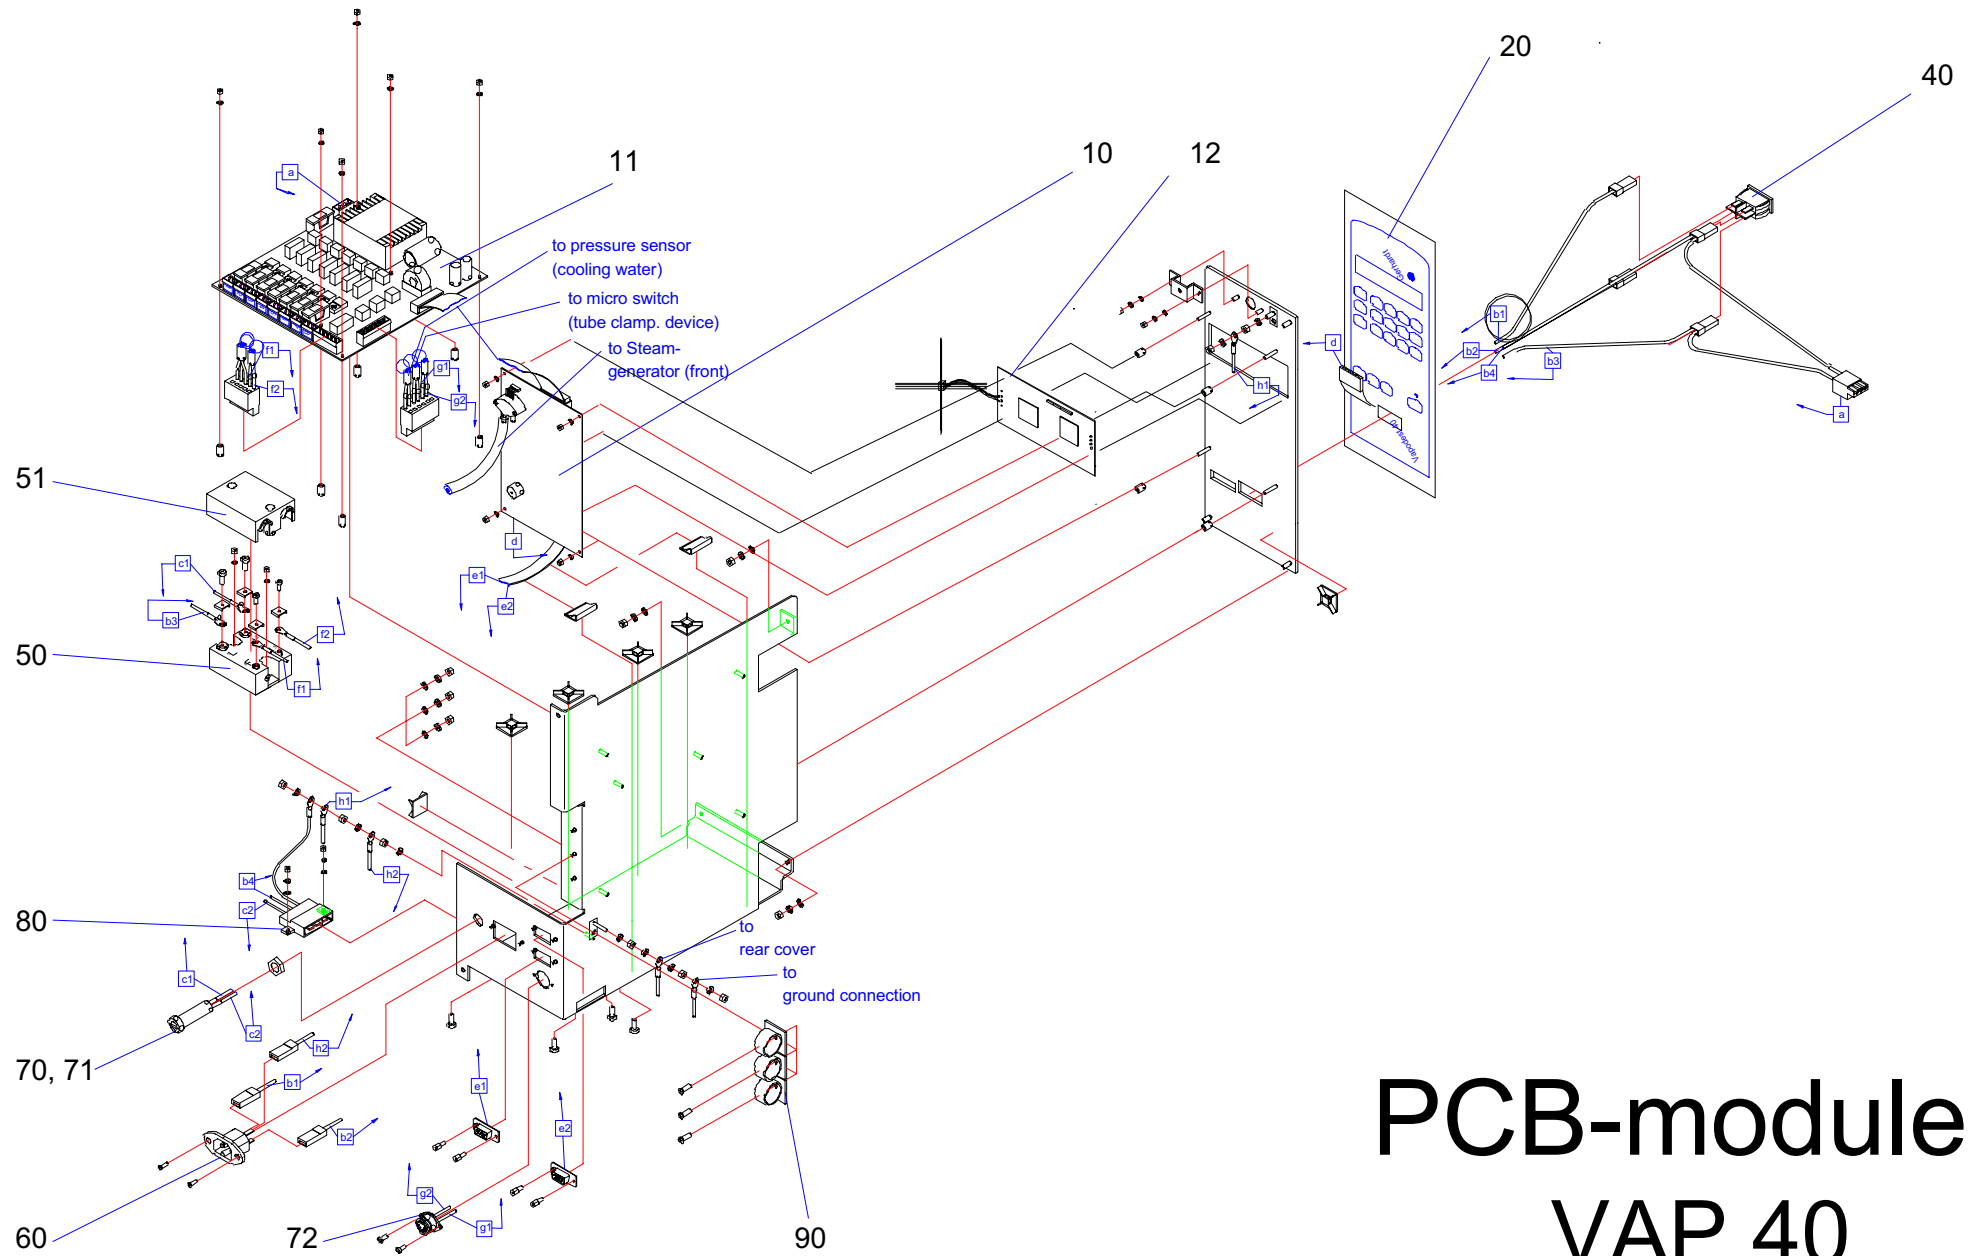 20
40
11
10
12
a
to pressure sensor
(cooling water)
to micro switch
(tube clamp. device)
to Steam-
generator (front)
Gerhardt
Vapodest 40
f1
f2
g1
g2
h1
d
b1
b2
b4
b3
a
51
d
c1
b3
e1
e2
f2
50
f1
h1
h2
b4
c2
80
to
rear cover
to
ground connection
c1
c2
h2
70, 71
b1
b2
e1
e2
g2
g1
60
72
90
PCB-module
VAP 40